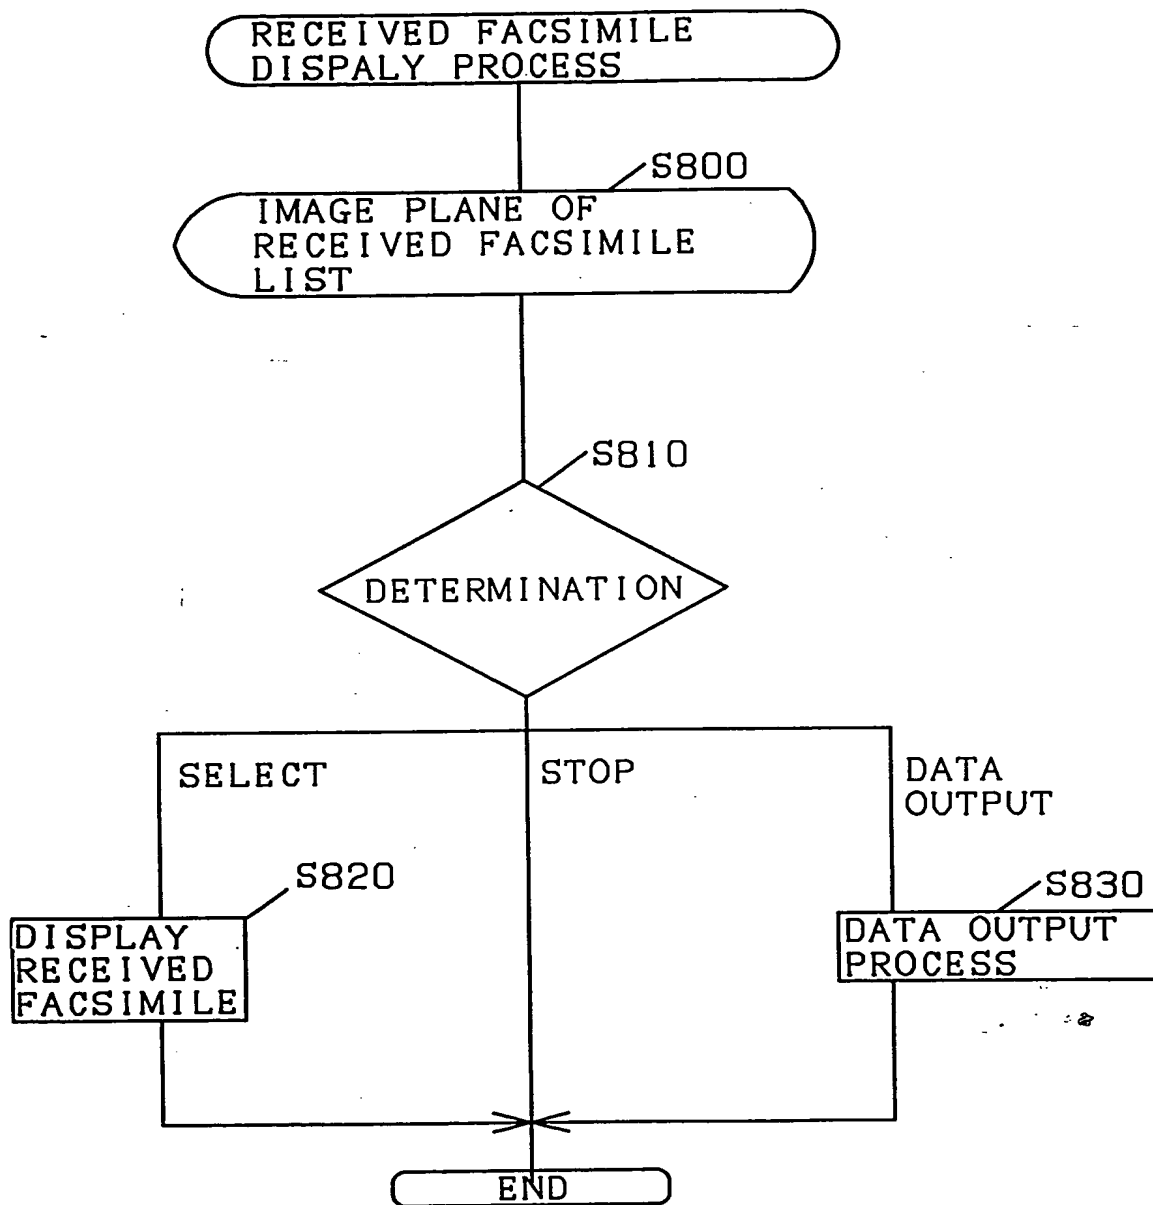 RECEIVED FACSIMILE
DISPALY PROCESS
S800
IMAGE PLANE OF
RECEIVED FACSIMILE
LIST
S810
DETERMINATION
SELECT
STOP
DATA
OUTPUT
S820
S830
DISPLAY
RECEIVED
FACSIMILE
DATA OUTPUT
PROCESS
END